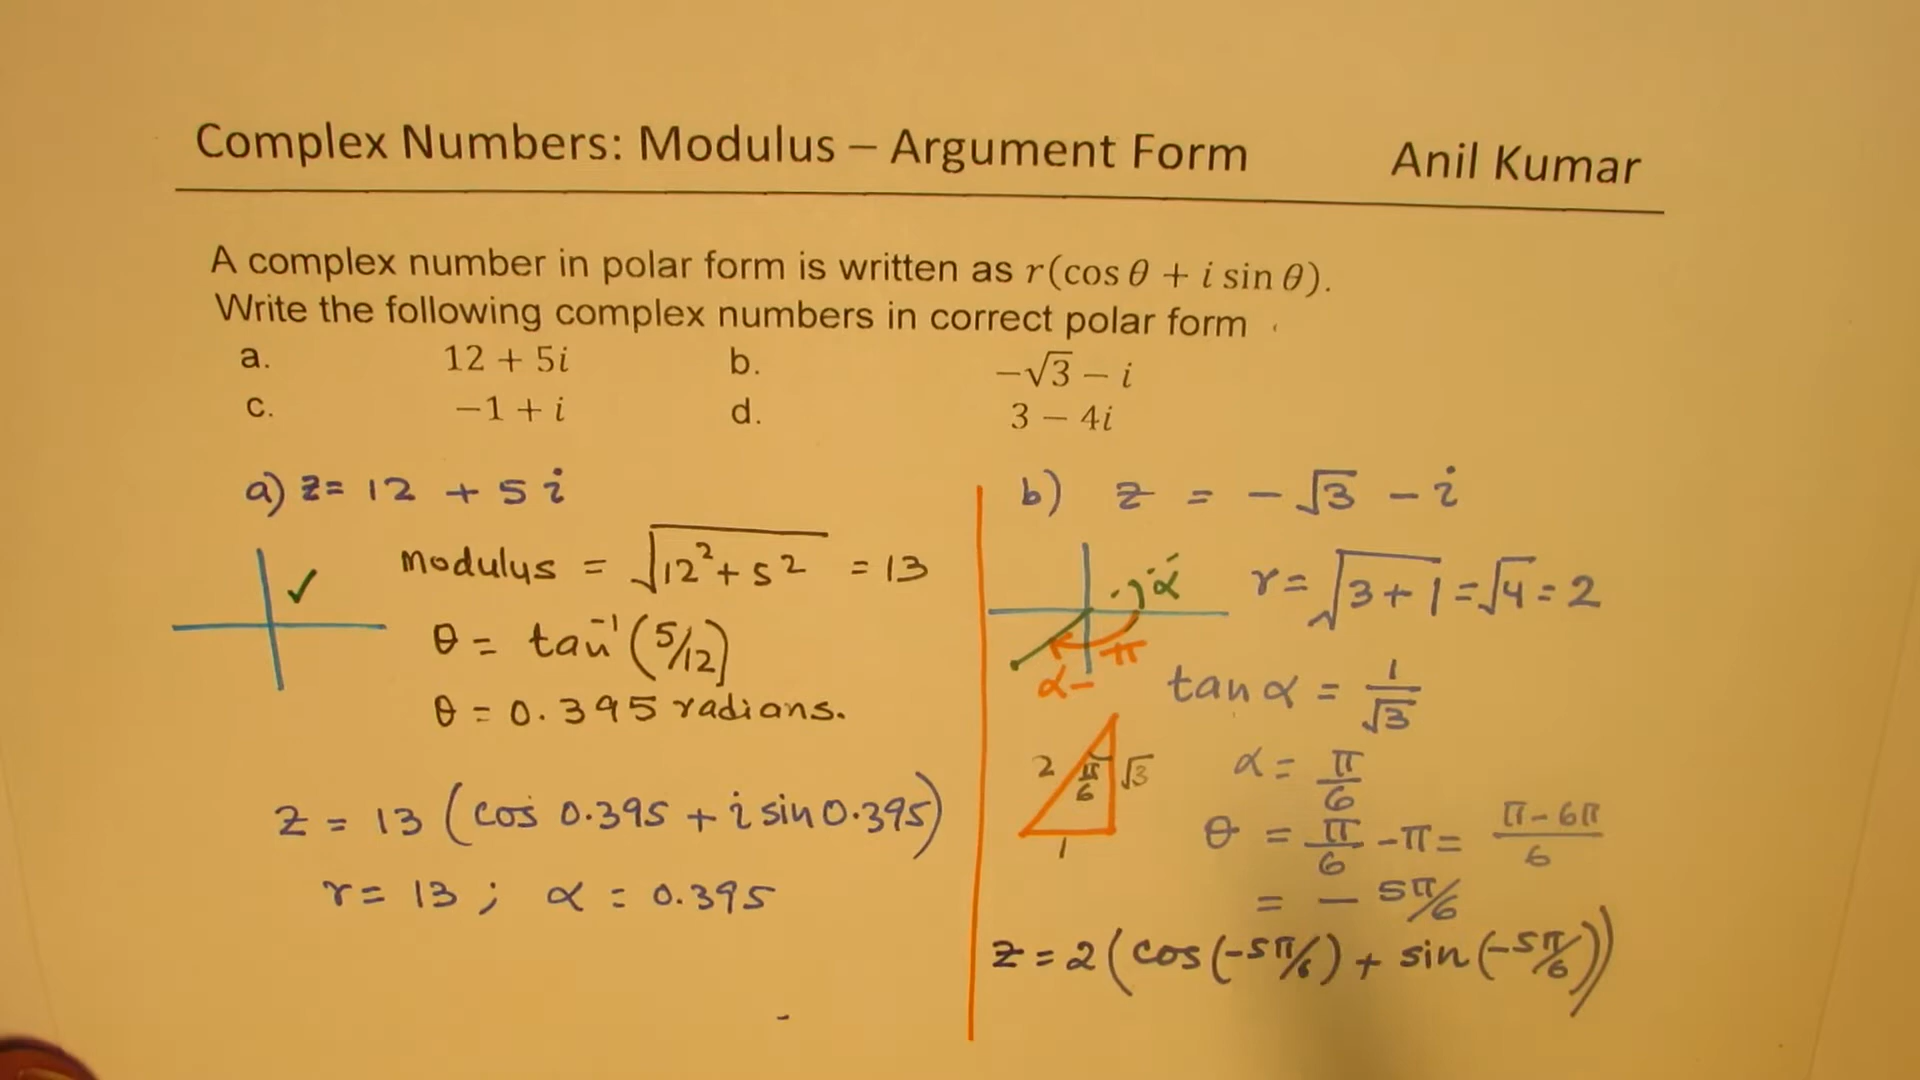 Complex Numbers: Modulus – Argument Form Anil Kumar
A complex number in polar form is written as r(cos θ + i sin θ).
Write the following complex numbers in correct polar form
a. 12 + 5i b. −√3 − i
c. −1 + i d. 3 − 4i
a) z = 12 + 5i
Modulus = √(12² + 5²) = 13
θ = tan⁻¹(5/12)
θ = 0.395 radians.
z = 13 (cos 0.395 + i sin 0.395)
r = 13 ; α = 0.395
b) z = −√3 − i
α
r = √(3+1) = √4 = 2
π
α −
tan α = 1/√3
2 π/6 √3
1
α = π/6
θ = π/6 − π = (π − 6π)/6
= − 5π/6
z = 2 (cos(−5π/6) + sin(−5π/6))